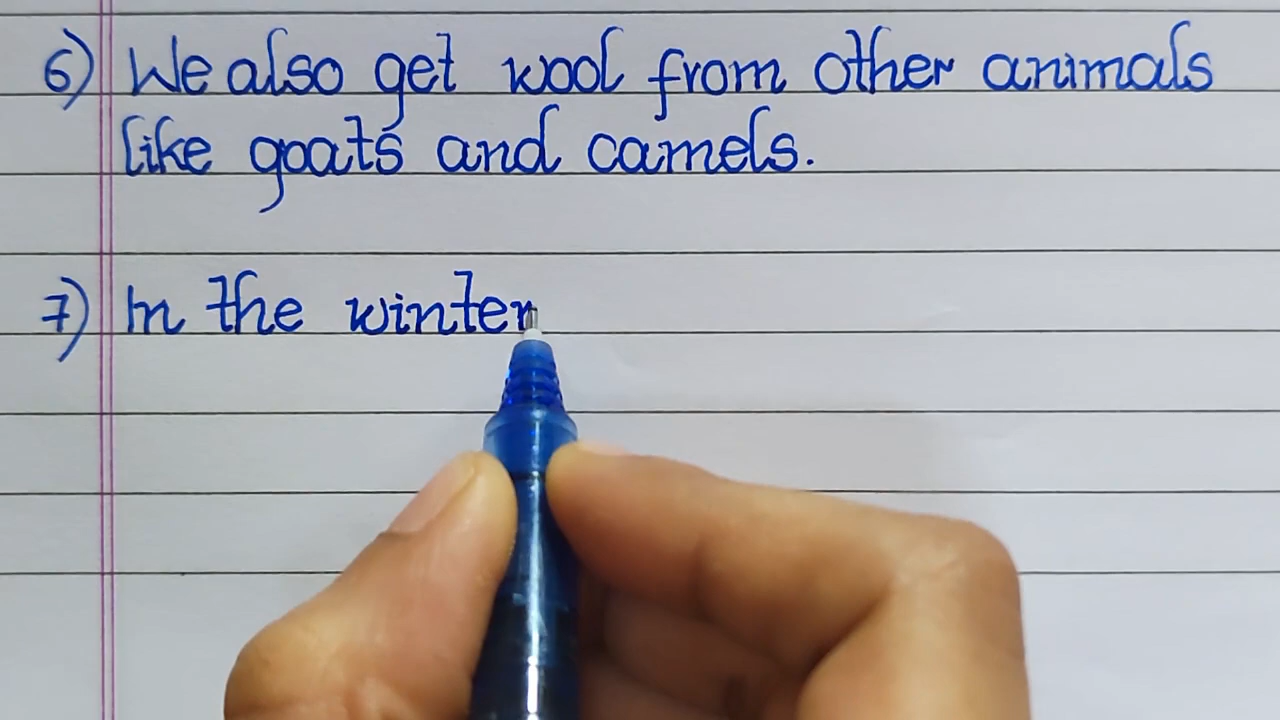 6) We also get wool from other animals
like goats and camels.
7) In the winter